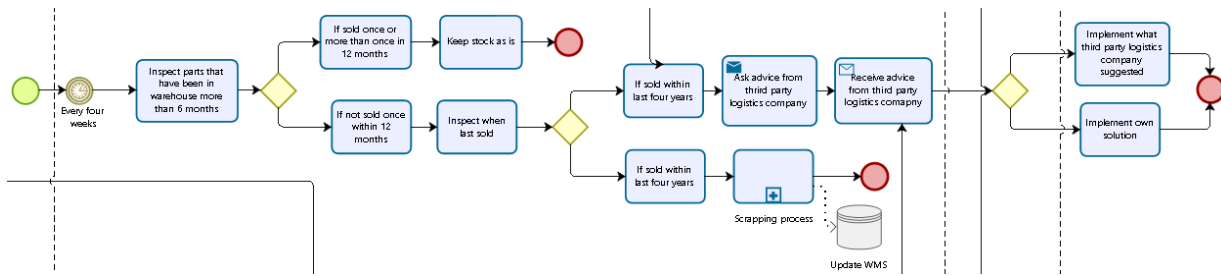 Every four
weeks
Inspect parts that
have been in
warehouse more
than 6 months
If sold once or
more than once in
12 months
Keep stock as is
If not sold once
within 12
months
Inspect when
last sold
If sold within
last four years
Ask advice from
third party
logistics company
Receive advice
from third party
logistics comapny
If sold within
last four years
Scrapping process
Update WMS
Implement what
third party logistics
company
suggested
Implement own
solution